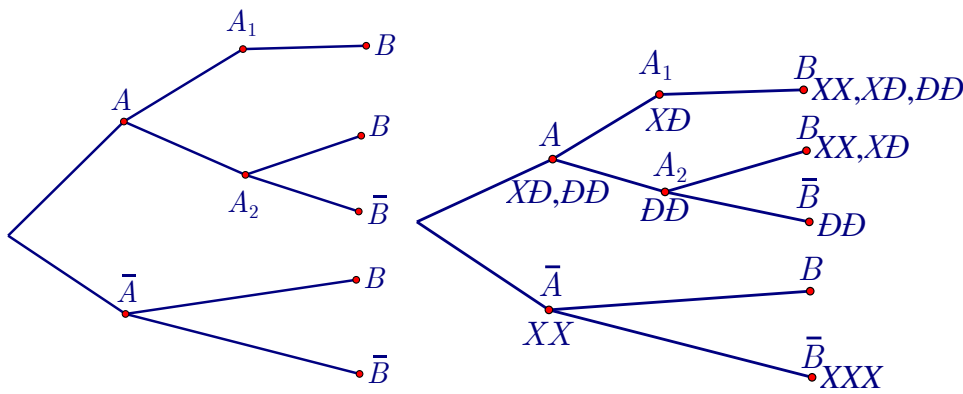 A₁
B
A
B
A₂
B̄
Ā
B
B̄
A₁
B
XX,XĐ,ĐĐ
XĐ
A
B
XX,XĐ
A₂
XĐ,ĐĐ
ĐĐ
B̄
ĐĐ
Ā
B
XX
B̄
XXX